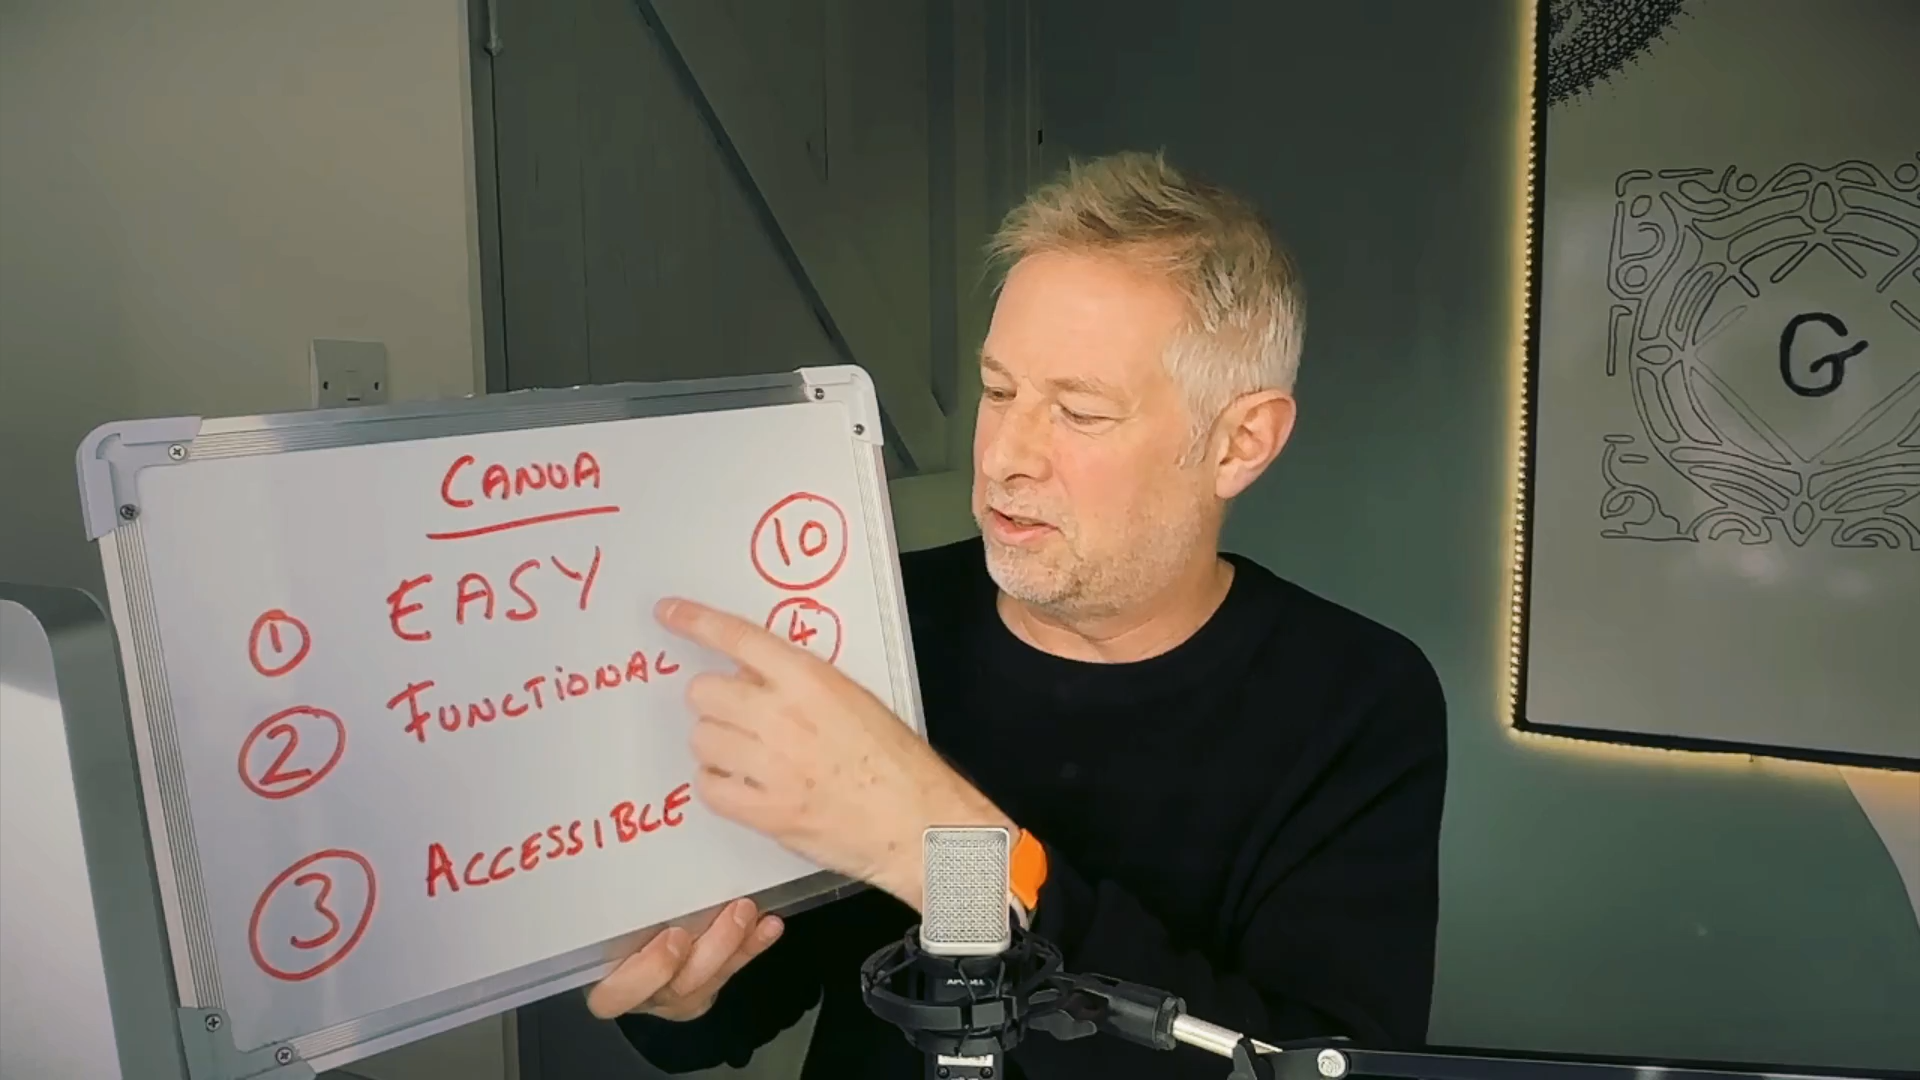 CANVA
① EASY ⑩
② FUNCTIONAL ④
③ ACCESSIBLE
G